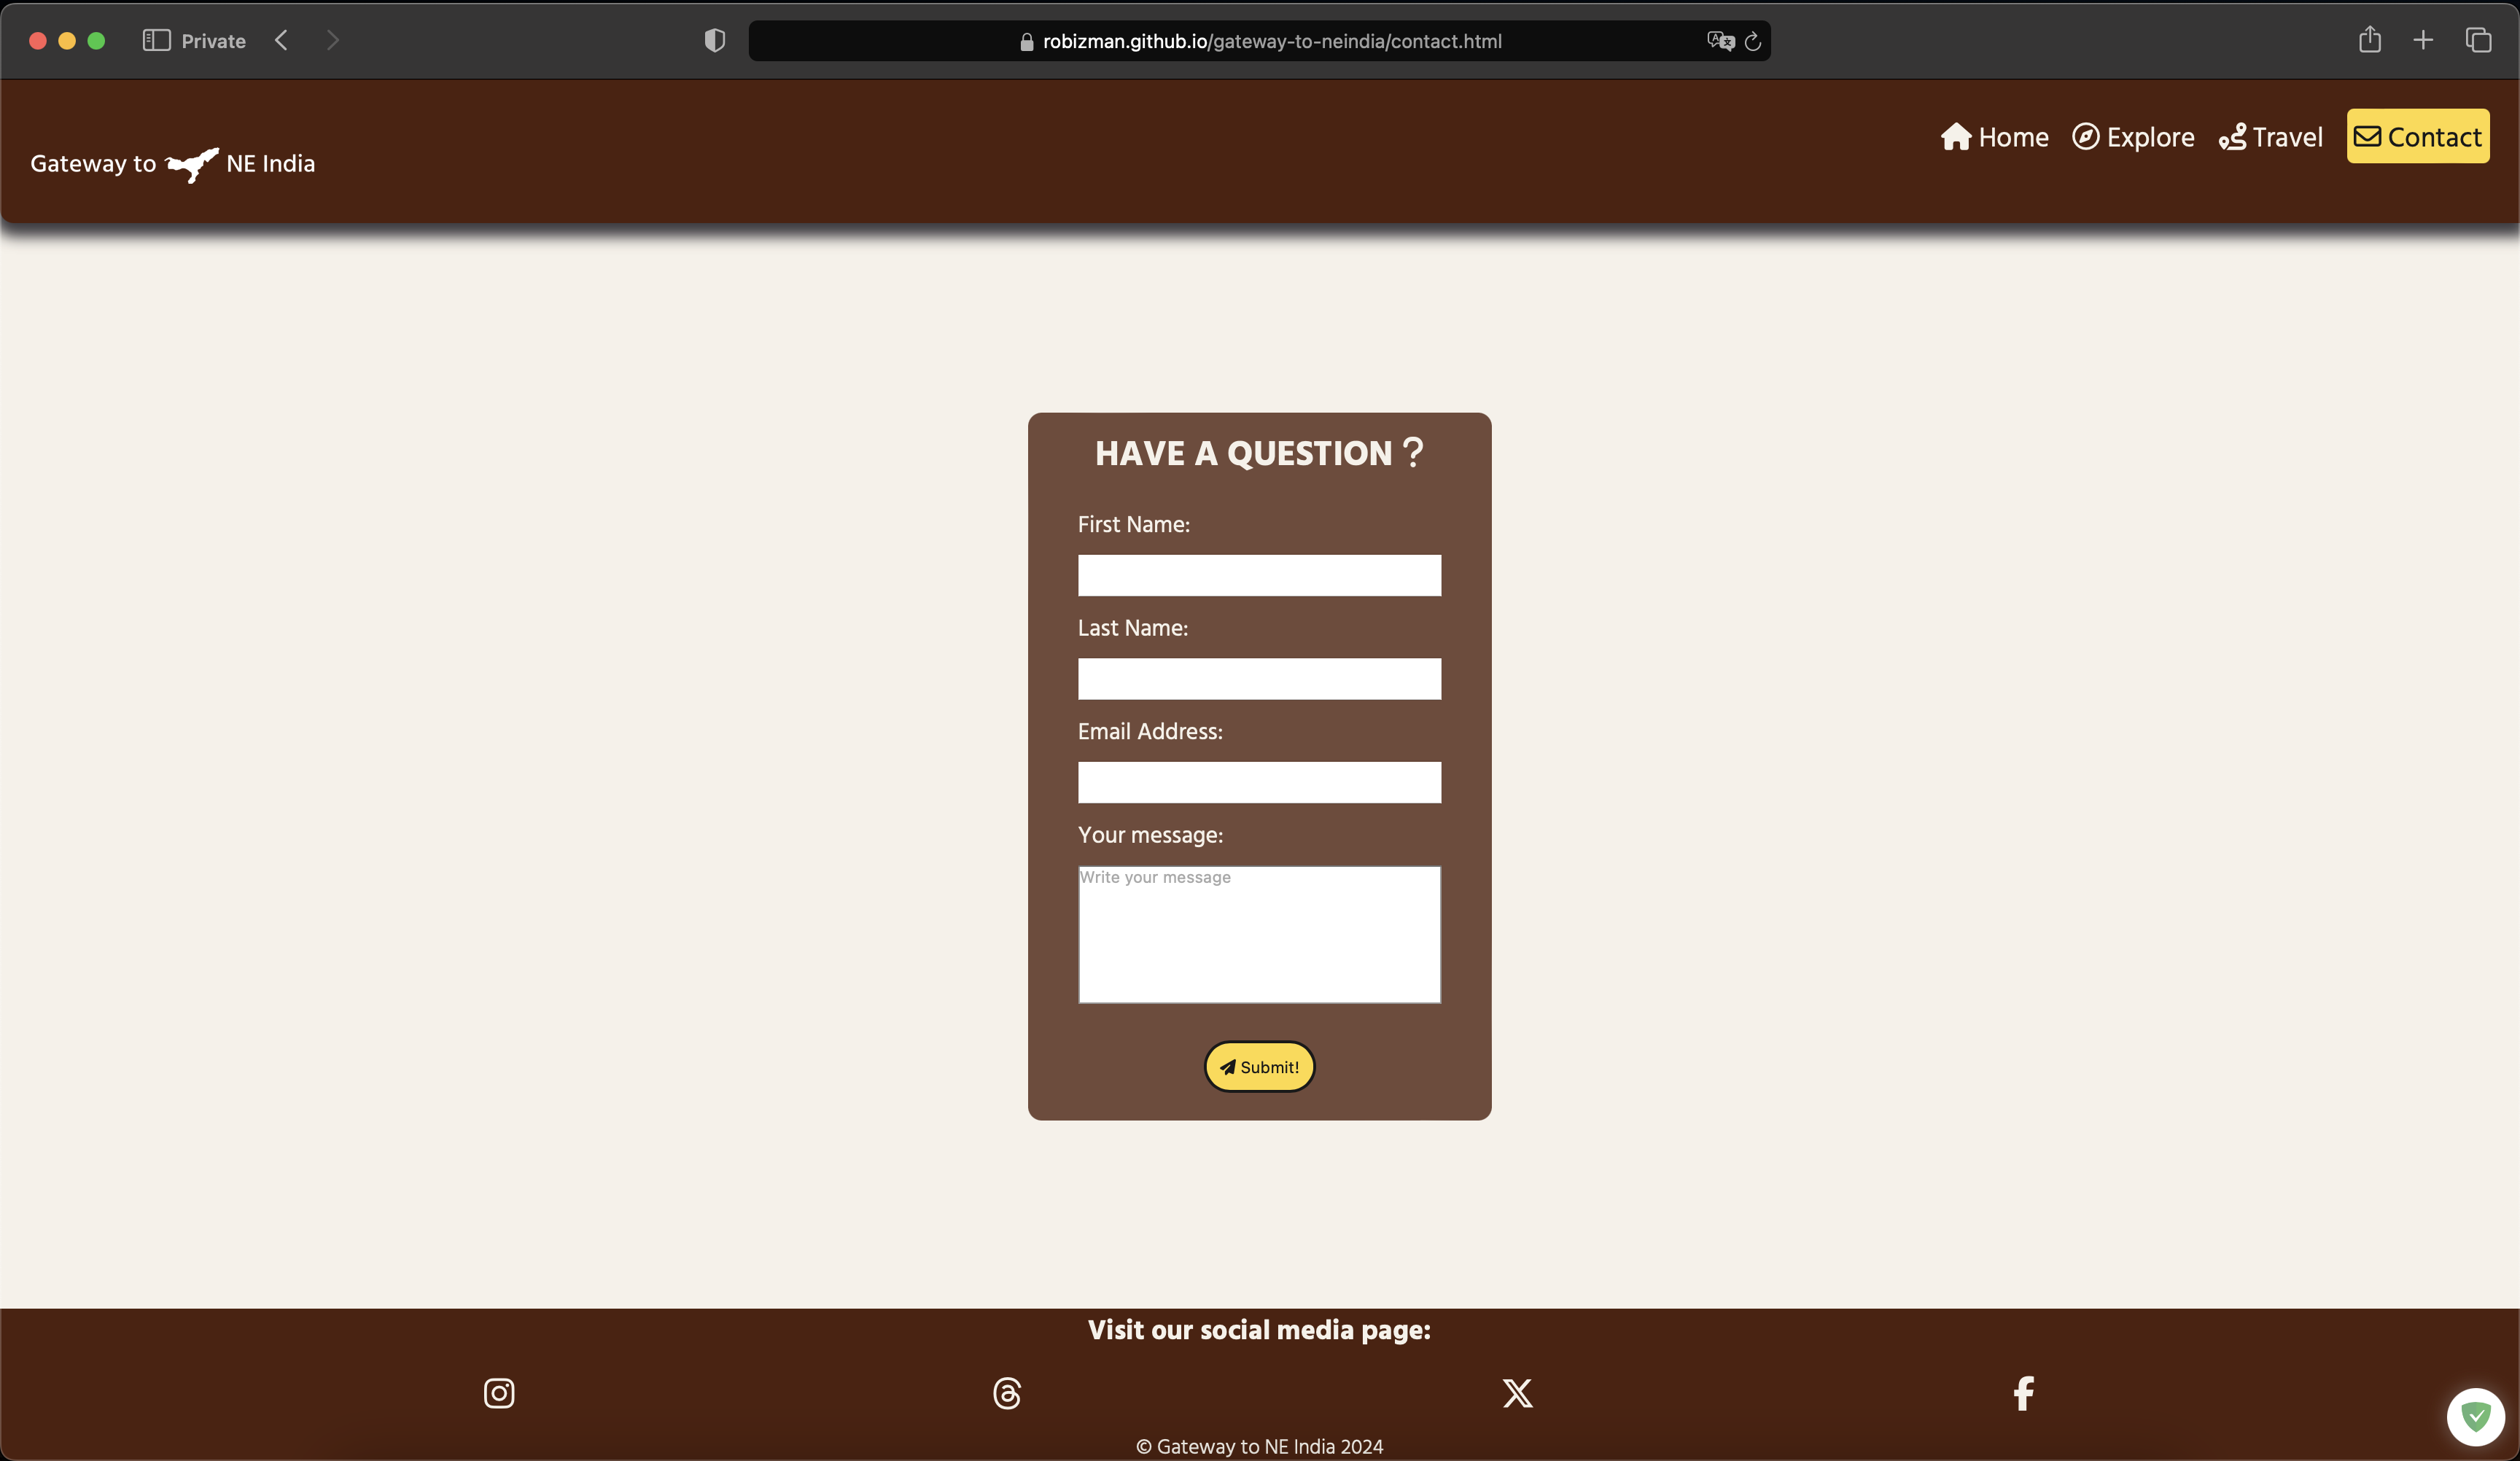 Private
robizman.github.io/gateway-to-neindia/contact.html
Gateway to NE India
Home Explore Travel Contact
HAVE A QUESTION ?
First Name:
Last Name:
Email Address:
Your message:
Write your message
Submit!
Visit our social media page:
© Gateway to NE India 2024